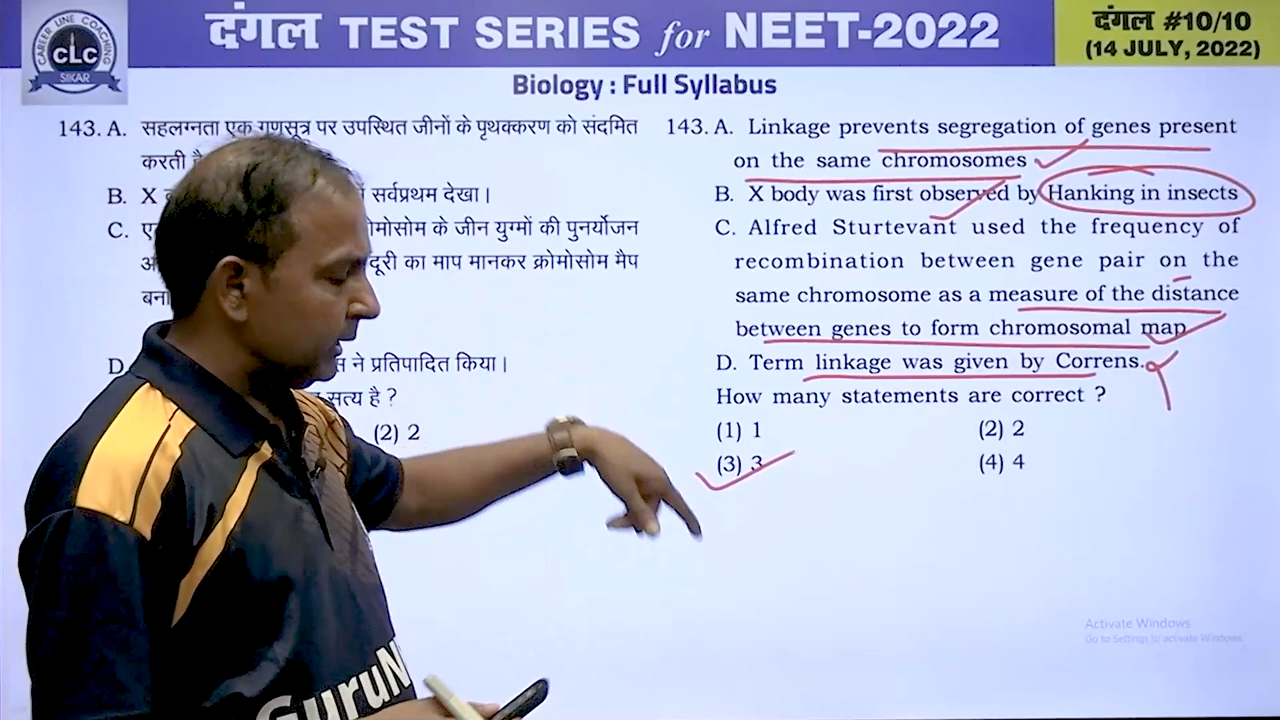 CAREER LINE COACHING
CLC
SIKAR
दंगल TEST SERIES for NEET-2022
दंगल #10/10
(14 JULY, 2022)
Biology : Full Syllabus
143. A. सहलग्नता एक गुणसूत्र पर उपस्थित जीनों के पृथक्करण को संदमित
करती
B. X सर्वप्रथम देखा।
C. के जीन युग्मों की पुनर्योजन
दूरी का माप मानकर क्रोमोसोम मैप
D. ने प्रतिपादित किया।
सत्य है ?
(2) 2
143. A. Linkage prevents segregation of genes present
on the same chromosomes
B. X body was first observed by Hanking in insects
C. Alfred Sturtevant used the frequency of
recombination between gene pair on the
same chromosome as a measure of the distance
between genes to form chromosomal map
D. Term linkage was given by Correns.
How many statements are correct ?
(1) 1 (2) 2
(3) 3 (4) 4
Activate Windows
Go to Settings to activate Windows.
GuruN